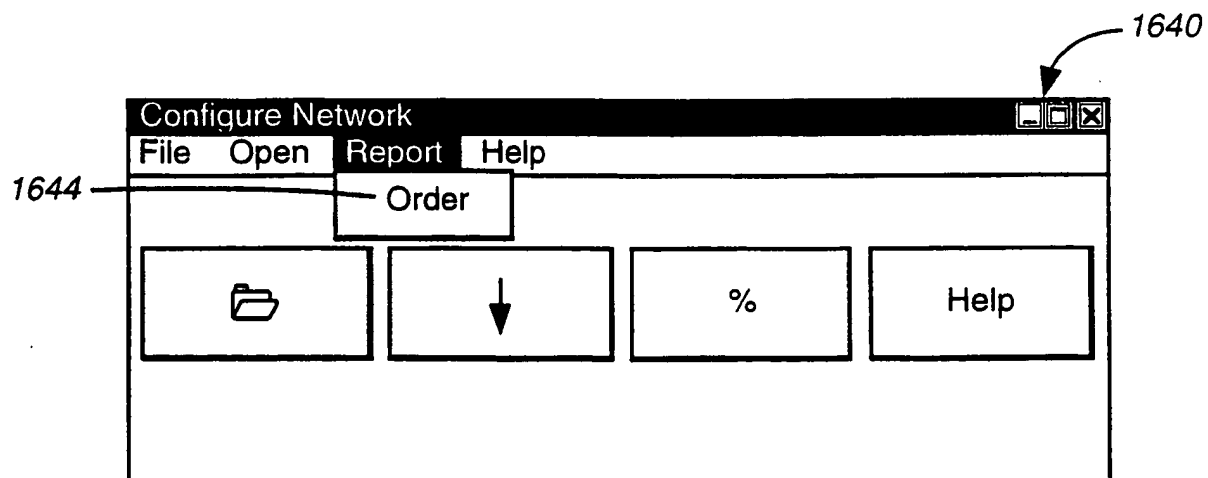 1640
Configure Network
File Open Report Help
1644 Order
% Help